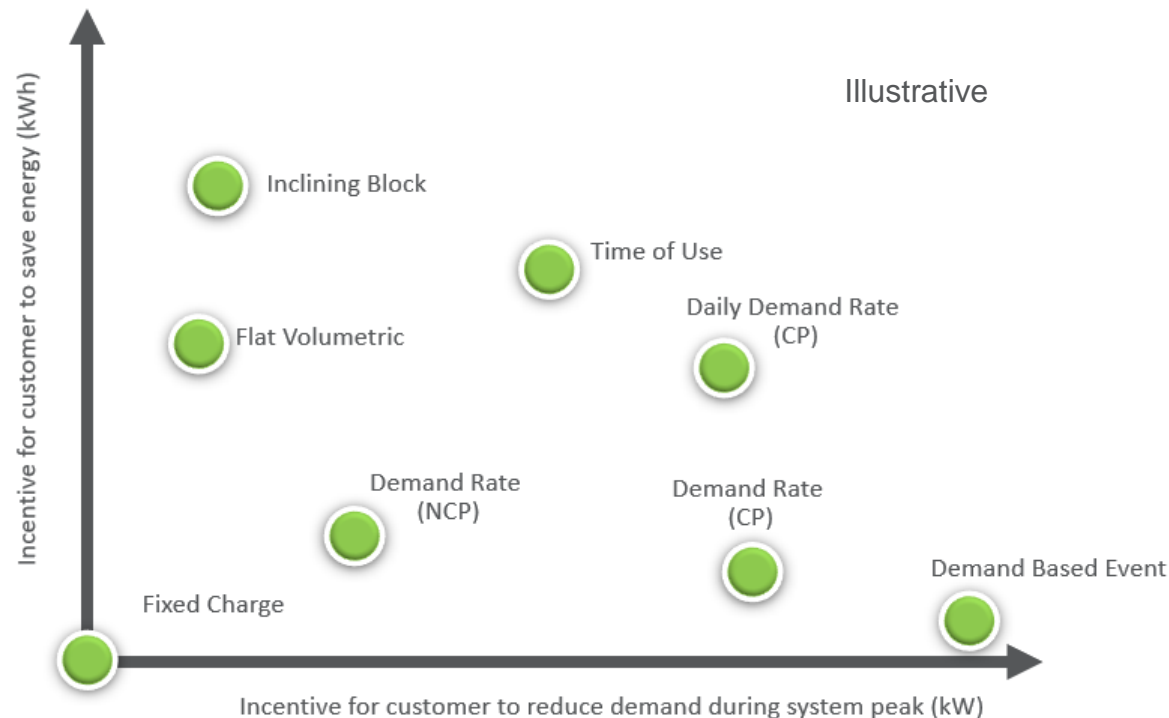 Illustrative
Incentive for customer to save energy (kWh)
Inclining Block
Time of Use
Daily Demand Rate
(CP)
Flat Volumetric
Demand Rate
(NCP)
Demand Rate
(CP)
Demand Based Event
Fixed Charge
Incentive for customer to reduce demand during system peak (kW)